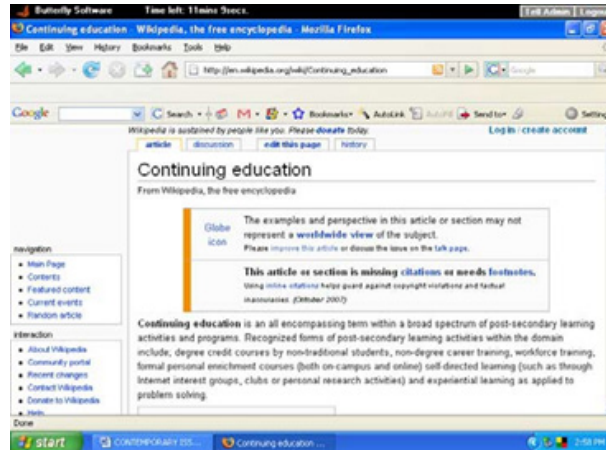 Butterfly Software Time left: 11mins 9secs. Tell Admin Logout
Continuing education - Wikipedia, the free encyclopedia - Mozilla Firefox
File Edit View History Bookmarks Tools Help
http://en.wikipedia.org/wiki/Continuing_education Google
Google Search Bookmarks AutoLink AutoFill Send to Settings
Wikipedia is sustained by people like you. Please donate today. Log in / create account
article discussion edit this page history
Continuing education
From Wikipedia, the free encyclopedia
Globe icon
The examples and perspective in this article or section may not
represent a worldwide view of the subject.
Please improve this article or discuss the issue on the talk page.
This article or section is missing citations or needs footnotes.
Using inline citations helps guard against copyright violations and factual
inaccuracies. (October 2007)
navigation
Main Page
Contents
Featured content
Current events
Random article
interaction
About Wikipedia
Community portal
Recent changes
Contact Wikipedia
Donate to Wikipedia
Help
Continuing education is an all encompassing term within a broad spectrum of post-secondary learning
activities and programs. Recognized forms of post-secondary learning activities within the domain
include; degree credit courses by non-traditional students, non-degree career training, workforce training,
formal personal enrichment courses (both on-campus and online) self-directed learning (such as through
Internet interest groups, clubs or personal research activities) and experiential learning as applied to
problem solving.
Done
start CONTEMPORARY ISS... Continuing education ... 2:58 PM